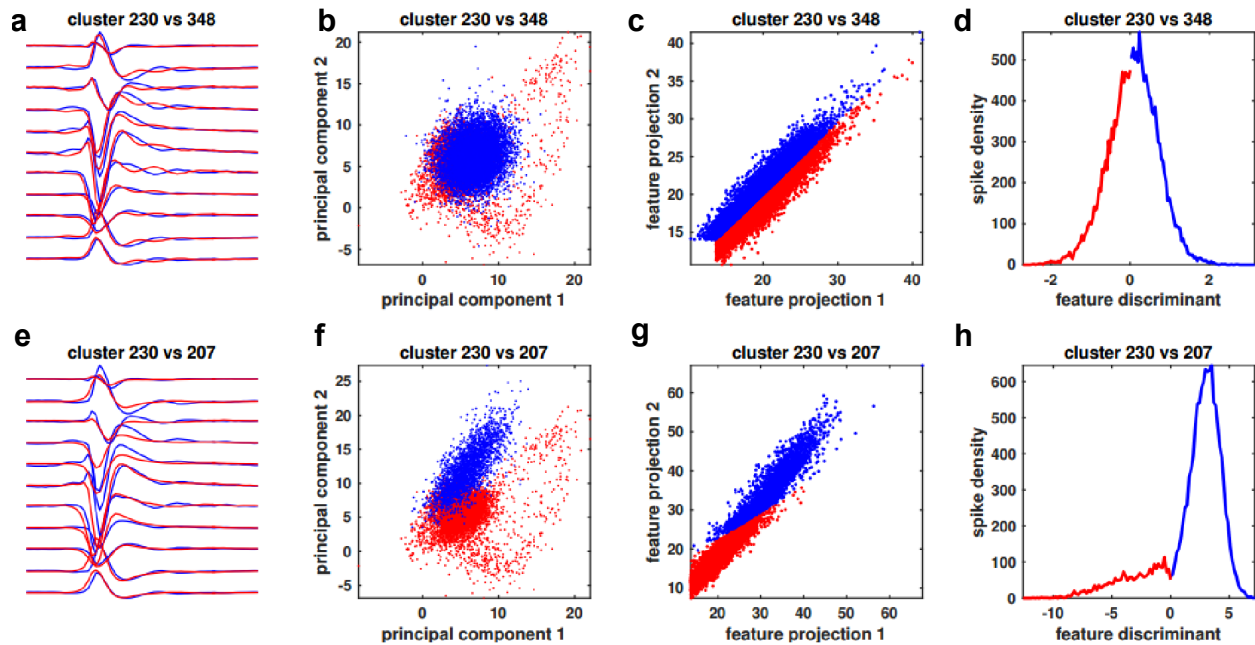 a
cluster 230 vs 348
b
cluster 230 vs 348
principal component 2
20
15
10
5
0
-5
0
10
20
principal component 1
c
cluster 230 vs 348
feature projection 2
40
35
30
25
20
15
20
30
40
feature projection 1
d
cluster 230 vs 348
spike density
500
400
300
200
100
0
-2
0
2
feature discriminant
e
cluster 230 vs 207
f
cluster 230 vs 207
principal component 2
25
20
15
10
5
0
-5
0
10
20
principal component 1
g
cluster 230 vs 207
feature projection 2
60
50
40
30
20
10
20
30
40
50
60
feature projection 1
h
cluster 230 vs 207
spike density
600
500
400
300
200
100
0
-10
-5
0
5
feature discriminant